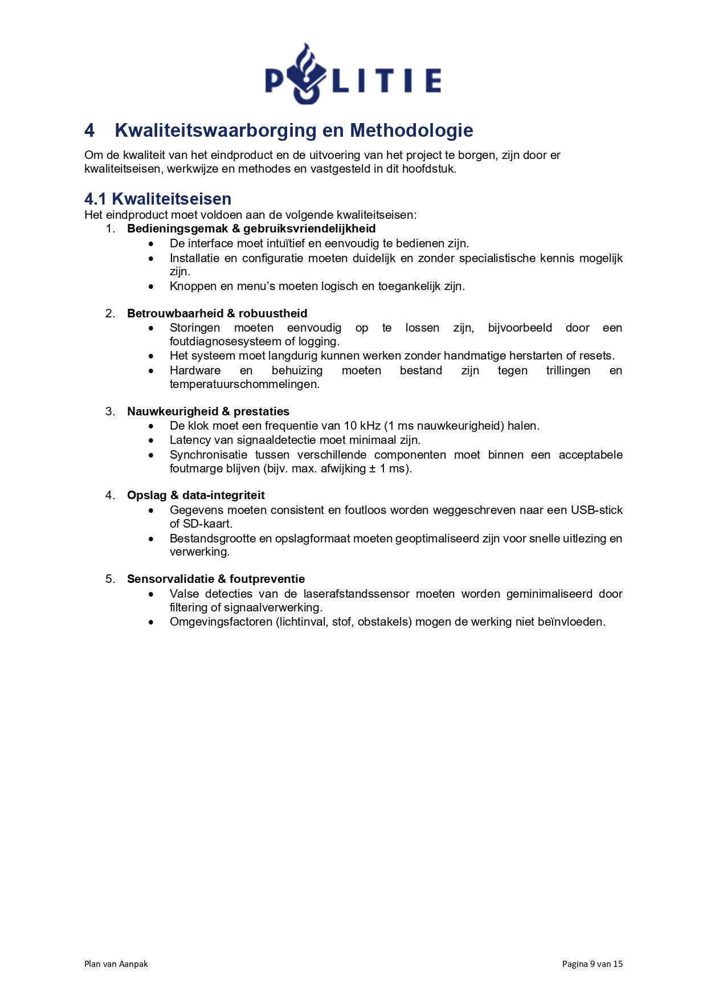 POLITIE
4 Kwaliteitswaarborging en Methodologie
Om de kwaliteit van het eindproduct en de uitvoering van het project te borgen, zijn door er
kwaliteitseisen, werkwijze en methodes en vastgesteld in dit hoofdstuk.
4.1 Kwaliteitseisen
Het eindproduct moet voldoen aan de volgende kwaliteitseisen:
1. Bedieningsgemak & gebruiksvriendelijkheid
• De interface moet intuïtief en eenvoudig te bedienen zijn.
• Installatie en configuratie moeten duidelijk en zonder specialistische kennis mogelijk
zijn.
• Knoppen en menu’s moeten logisch en toegankelijk zijn.
2. Betrouwbaarheid & robuustheid
• Storingen moeten eenvoudig op te lossen zijn, bijvoorbeeld door een
foutdiagnosesysteem of logging.
• Het systeem moet langdurig kunnen werken zonder handmatige herstarten of resets.
• Hardware en behuizing moeten bestand zijn tegen trillingen en
temperatuurschommelingen.
3. Nauwkeurigheid & prestaties
• De klok moet een frequentie van 10 kHz (1 ms nauwkeurigheid) halen.
• Latency van signaaldetectie moet minimaal zijn.
• Synchronisatie tussen verschillende componenten moet binnen een acceptabele
foutmarge blijven (bijv. max. afwijking ± 1 ms).
4. Opslag & data-integriteit
• Gegevens moeten consistent en foutloos worden weggeschreven naar een USB-stick
of SD-kaart.
• Bestandsgrootte en opslagformaat moeten geoptimaliseerd zijn voor snelle uitlezing en
verwerking.
5. Sensorvalidatie & foutpreventie
• Valse detecties van de laserafstandssensor moeten worden geminimaliseerd door
filtering of signaalverwerking.
• Omgevingsfactoren (lichtinval, stof, obstakels) mogen de werking niet beïnvloeden.
Plan van Aanpak Pagina 9 van 15